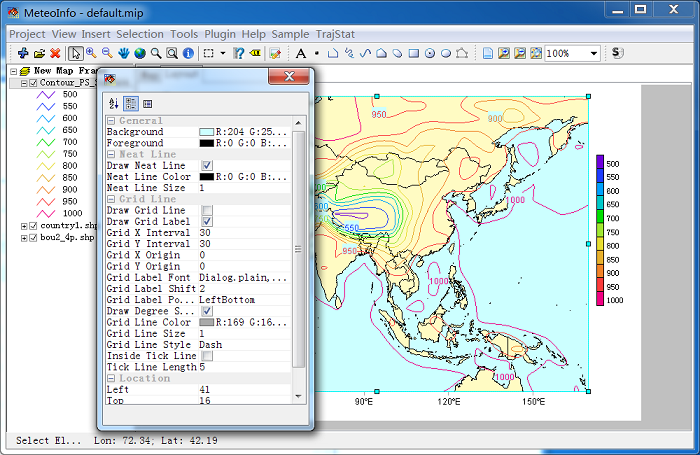 MeteoInfo - default.mip
Project View Insert Selection Tools Plugin Help Sample TrajStat
100%
New Map Fra
Contour_PS_S
500
550
600
650
700
750
800
850
900
950
1000
country1.shp
bou2_4p.shp
General
Background R:204 G:25...
Foreground R:0 G:0 B:...
Neat Line
Draw Neat Line
Neat Line Color R:0 G:0 B:...
Neat Line Size 1
Grid Line
Draw Grid Line
Draw Grid Label
Grid X Interval 30
Grid Y Interval 30
Grid X Origin 0
Grid Y Origin 0
Grid Label Font Dialog.plain,...
Grid Label Shift 2
Grid Label Po... LeftBottom
Draw Degree S...
Grid Line Color R:169 G:16...
Grid Line Size 1
Grid Line Style Dash
Inside Tick Line
Tick Line Length 5
Location
Left 41
Top 16
950
900
550
950
1000
1000
1000
500
550
600
650
700
750
800
850
900
950
1000
90°E 120°E 150°E
Select El... Lon: 72.34; Lat: 42.19